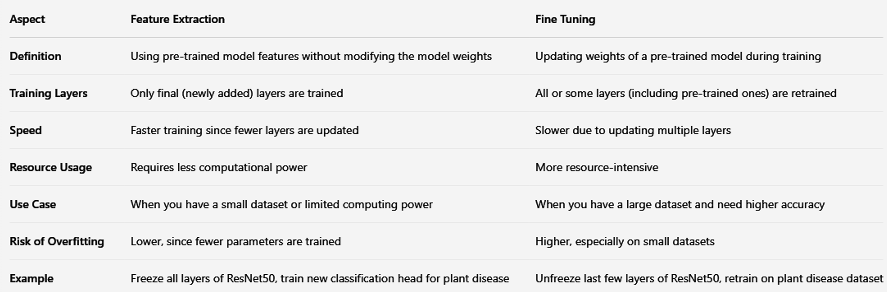 Aspect Feature Extraction Fine Tuning
Definition Using pre-trained model features without modifying the model weights Updating weights of a pre-trained model during training
Training Layers Only final (newly added) layers are trained All or some layers (including pre-trained ones) are retrained
Speed Faster training since fewer layers are updated Slower due to updating multiple layers
Resource Usage Requires less computational power More resource-intensive
Use Case When you have a small dataset or limited computing power When you have a large dataset and need higher accuracy
Risk of Overfitting Lower, since fewer parameters are trained Higher, especially on small datasets
Example Freeze all layers of ResNet50, train new classification head for plant disease Unfreeze last few layers of ResNet50, retrain on plant disease dataset